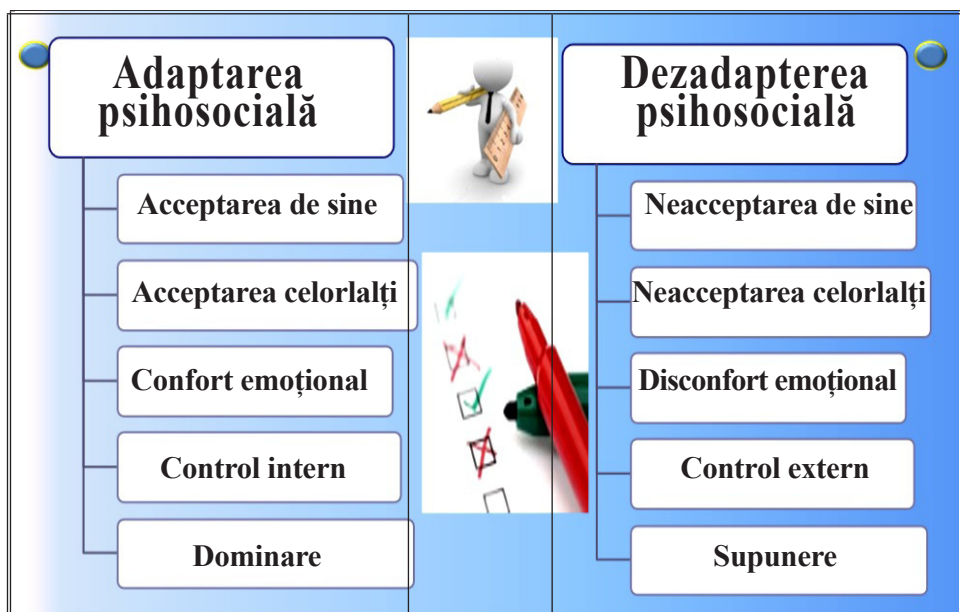 Adaptarea
psihosocială
Acceptarea de sine
Acceptarea celorlalți
Confort emoțional
Control intern
Dominare
Dezadapterea
psihosocială
Neacceptarea de sine
Neacceptarea celorlalți
Disconfort emoțional
Control extern
Supunere